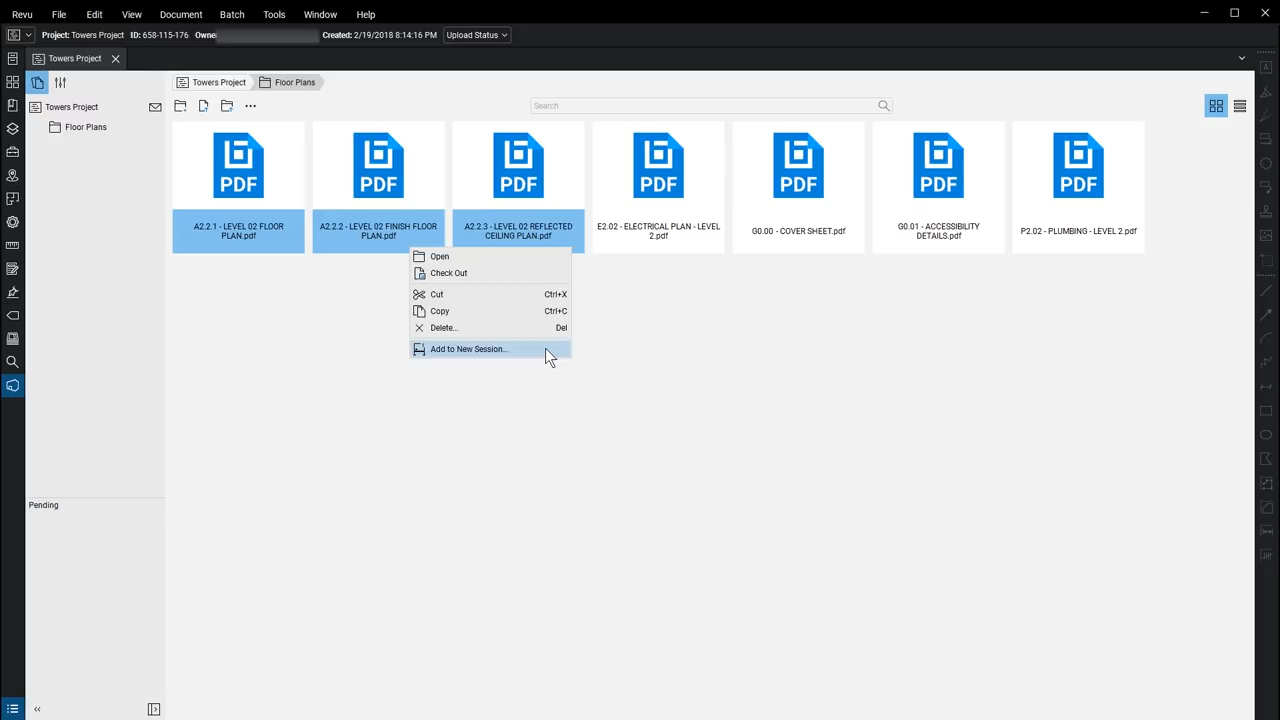 Revu File Edit View Document Batch Tools Window Help
Project: Towers Project ID: 658-115-176 Owne Created: 2/19/2018 8:14:16 PM Upload Status
Towers Project
Towers Project Floor Plans
Towers Project
Floor Plans
Search
PDF PDF PDF PDF PDF PDF PDF
A2.2.1 - LEVEL 02 FLOOR
PLAN.pdf
A2.2.2 - LEVEL 02 FINISH FLOOR
PLAN.pdf
A2.2.3 - LEVEL 02 REFLECTED
CEILING PLAN.pdf
E2.02 - ELECTRICAL PLAN - LEVEL
2.pdf
G0.00 - COVER SHEET.pdf
G0.01 - ACCESSIBILITY
DETAILS.pdf
P2.02 - PLUMBING - LEVEL 2.pdf
Open
Check Out
Cut Ctrl+X
Copy Ctrl+C
Delete... Del
Add to New Session...
Pending